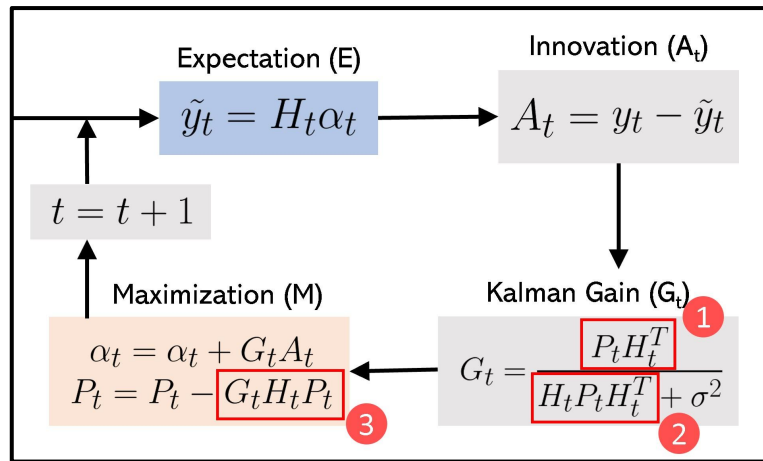 Expectation (E)
ỹ_t = H_t α_t
Innovation (A_t)
A_t = y_t − ỹ_t
t = t + 1
Maximization (M)
α_t = α_t + G_t A_t
P_t = P_t − G_t H_t P_t
3
Kalman Gain (G_t)
1
G_t = P_t H_t^T / H_t P_t H_t^T + σ^2
2